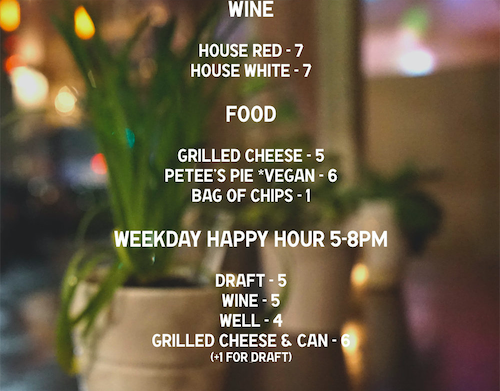 WINE
HOUSE RED - 7
HOUSE WHITE - 7
FOOD
GRILLED CHEESE - 5
PETEE'S PIE *VEGAN - 6
BAG OF CHIPS - 1
WEEKDAY HAPPY HOUR 5-8PM
DRAFT - 5
WINE - 5
WELL - 4
GRILLED CHEESE & CAN - 6
(+1 FOR DRAFT)